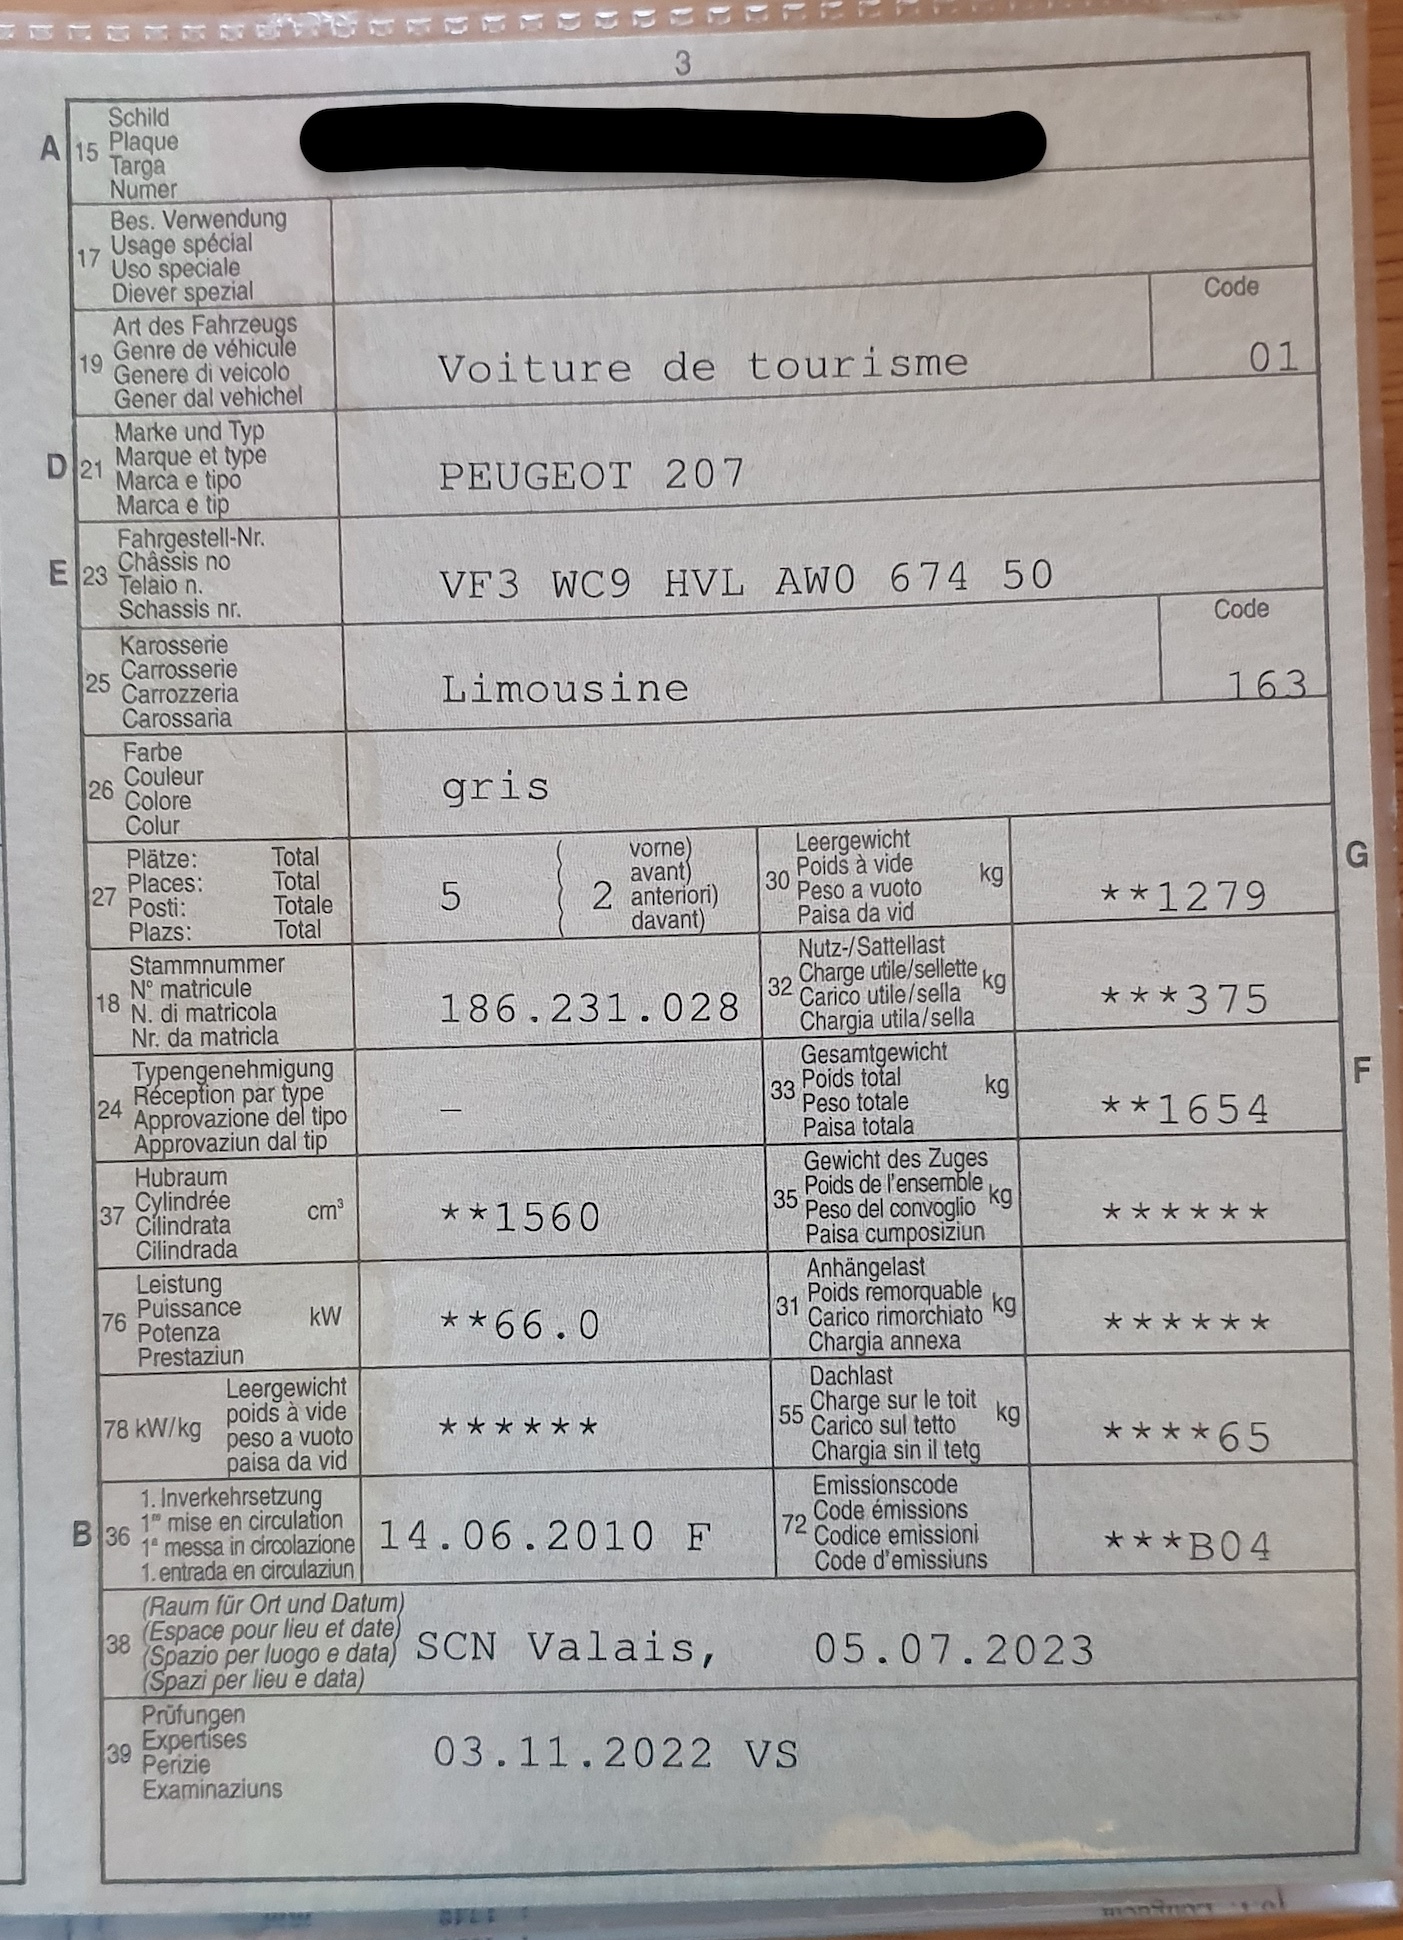 3
A 15 Schild
Plaque
Targa
Numer
17 Bes. Verwendung
Usage spécial
Uso speciale
Diever spezial
Code
19 Art des Fahrzeugs
Genre de véhicule
Genere di veicolo
Gener dal vehichel
Voiture de tourisme 01
D 21 Marke und Typ
Marque et type
Marca e tipo
Marca e tip
PEUGEOT 207
E 23 Fahrgestell-Nr.
Châssis no
Telaio n.
Schassis nr.
VF3 WC9 HVL AW0 674 50
Code
25 Karosserie
Carrosserie
Carrozzeria
Carossaria
Limousine 163
26 Farbe
Couleur
Colore
Colur
gris
27 Plätze: Total
Places: Total
Posti: Totale
Plazs: Total
5 2 vorne)
avant)
anteriori)
davant)
30 Leergewicht
Poids à vide kg
Peso a vuoto
Paisa da vid
**1279
G
18 Stammnummer
N° matricule
N. di matricola
Nr. da matricla
186.231.028
32 Nutz-/Sattellast
Charge utile/sellette kg
Carico utile/sella
Chargia utila/sella
***375
24 Typengenehmigung
Réception par type
Approvazione del tipo
Approvaziun dal tip
–
33 Gesamtgewicht
Poids total kg
Peso totale
Paisa totala
**1654
F
37 Hubraum
Cylindrée cm³
Cilindrata
Cilindrada
**1560
35 Gewicht des Zuges
Poids de l'ensemble kg
Peso del convoglio
Paisa cumposiziun
******
76 Leistung
Puissance kW
Potenza
Prestaziun
**66.0
31 Anhängelast
Poids remorquable kg
Carico rimorchiato
Chargia annexa
******
78 kW/kg Leergewicht
poids à vide
peso a vuoto
paisa da vid
******
55 Dachlast
Charge sur le toit kg
Carico sul tetto
Chargia sin il tetg
****65
B 36 1. Inverkehrsetzung
1re mise en circulation
1a messa in circolazione
1. entrada en circulaziun
14.06.2010 F
72 Emissionscode
Code émissions
Codice emissioni
Code d'emissiuns
***B04
38 (Raum für Ort und Datum)
(Espace pour lieu et date)
(Spazio per luogo e data)
(Spazi per lieu e data)
SCN Valais, 05.07.2023
39 Prüfungen
Expertises
Perizie
Examinaziuns
03.11.2022 VS